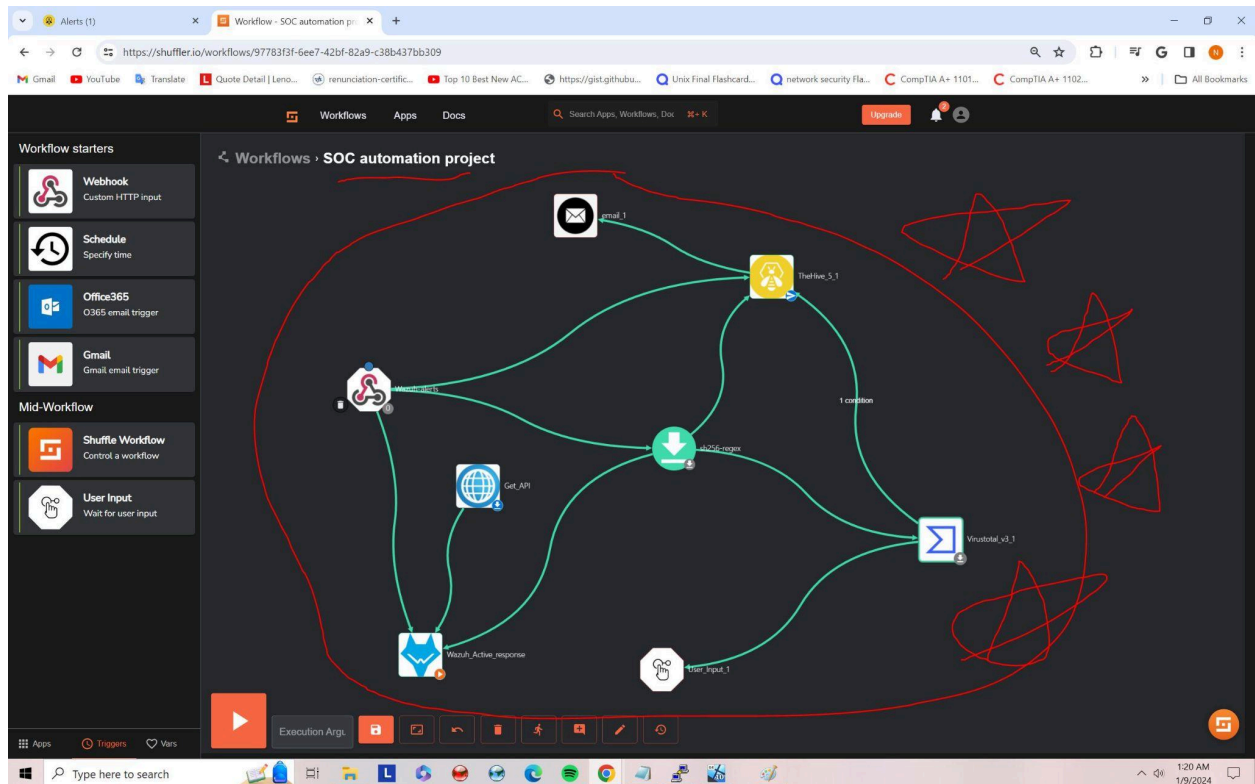 Alerts (1)
Workflow - SOC automation pr
https://shuffler.io/workflows/97783f3f-6ee7-42bf-82a9-c38b437bb309
Gmail
YouTube
Translate
Quote Detail | Leno...
renunciation-certific...
Top 10 Best New AC...
https://gist.githubu...
Unix Final Flashcard...
network security Fla...
CompTIA A+ 1101...
CompTIA A+ 1102...
»
All Bookmarks
Workflows
Apps
Docs
Search Apps, Workflows, Doc
⌘+ K
Upgrade
2
Workflow starters
Workflows › SOC automation project
Webhook
Custom HTTP input
Schedule
Specify time
Office365
O365 email trigger
Gmail
Gmail email trigger
Mid-Workflow
Shuffle Workflow
Control a workflow
User Input
Wait for user input
email_1
TheHive_5_1
1 condition
sh256-regex
Get_API
Virustotal_v3_1
Wazuh_Active_response
User_Input_1
Execution Argu
Apps
Triggers
Vars
Type here to search
1:20 AM
1/9/2024